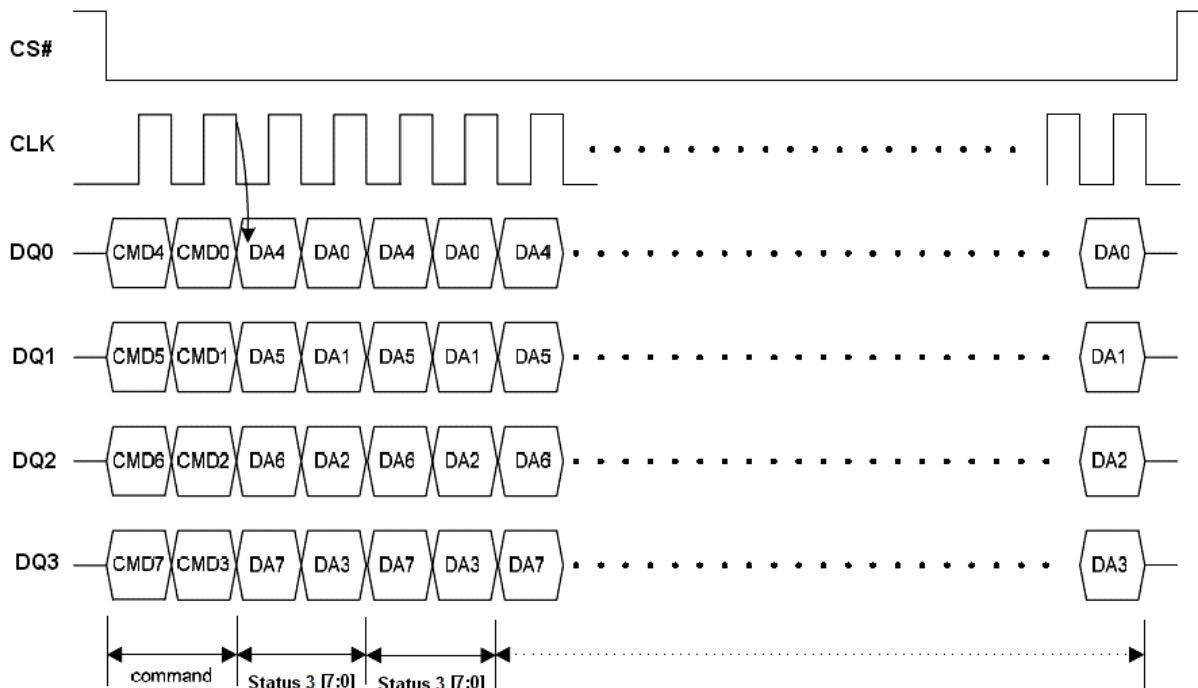 CS#
CLK
DQ0 CMD4 CMD0 DA4 DA0 DA4 DA0 DA4 DA0
DQ1 CMD5 CMD1 DA5 DA1 DA5 DA1 DA5 DA1
DQ2 CMD6 CMD2 DA6 DA2 DA6 DA2 DA6 DA2
DQ3 CMD7 CMD3 DA7 DA3 DA7 DA3 DA7 DA3
command Status 3 [7:0] Status 3 [7:0]